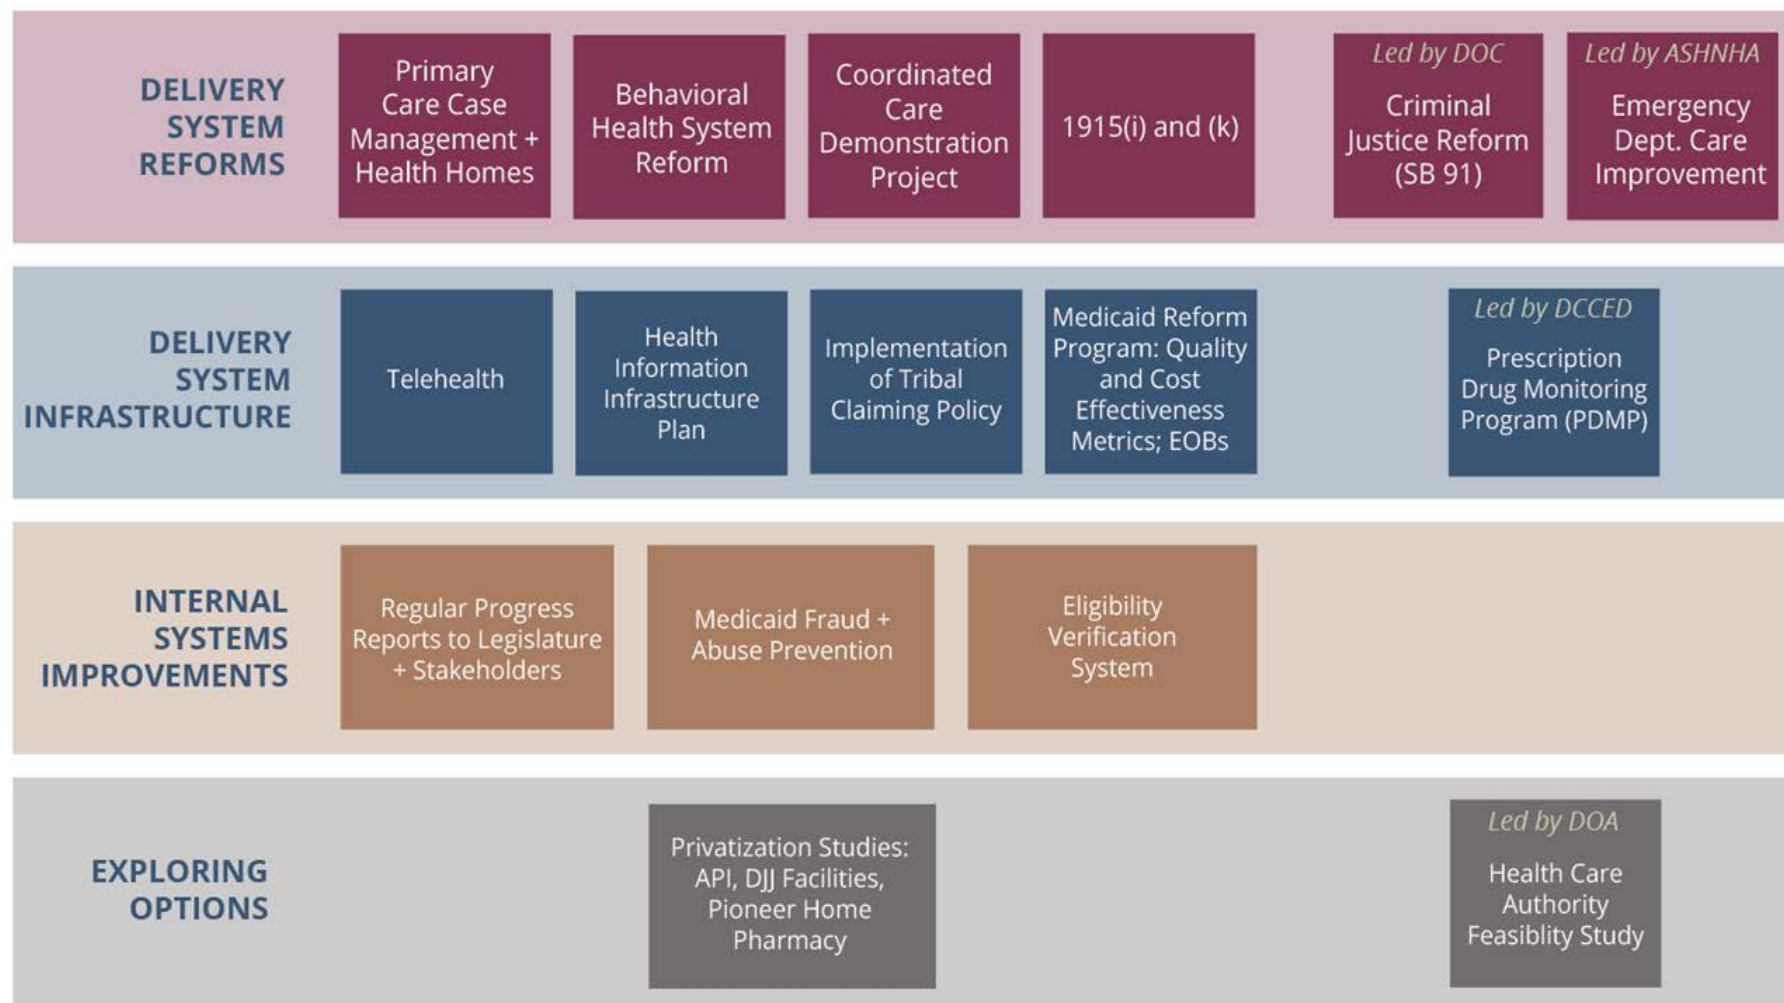 DELIVERY
SYSTEM
REFORMS
Primary
Care Case
Management +
Health Homes
Behavioral
Health System
Reform
Coordinated
Care
Demonstration
Project
1915(i) and (k)
Led by DOC
Criminal
Justice Reform
(SB 91)
Led by ASHNHA
Emergency
Dept. Care
Improvement
DELIVERY
SYSTEM
INFRASTRUCTURE
Telehealth
Health
Information
Infrastructure
Plan
Implementation
of Tribal
Claiming Policy
Medicaid Reform
Program: Quality
and Cost
Effectiveness
Metrics; EOBs
Led by DCCED
Prescription
Drug Monitoring
Program (PDMP)
INTERNAL
SYSTEMS
IMPROVEMENTS
Regular Progress
Reports to Legislature
+ Stakeholders
Medicaid Fraud +
Abuse Prevention
Eligibility
Verification
System
EXPLORING
OPTIONS
Privatization Studies:
API, DJJ Facilities,
Pioneer Home
Pharmacy
Led by DOA
Health Care
Authority
Feasiblity Study